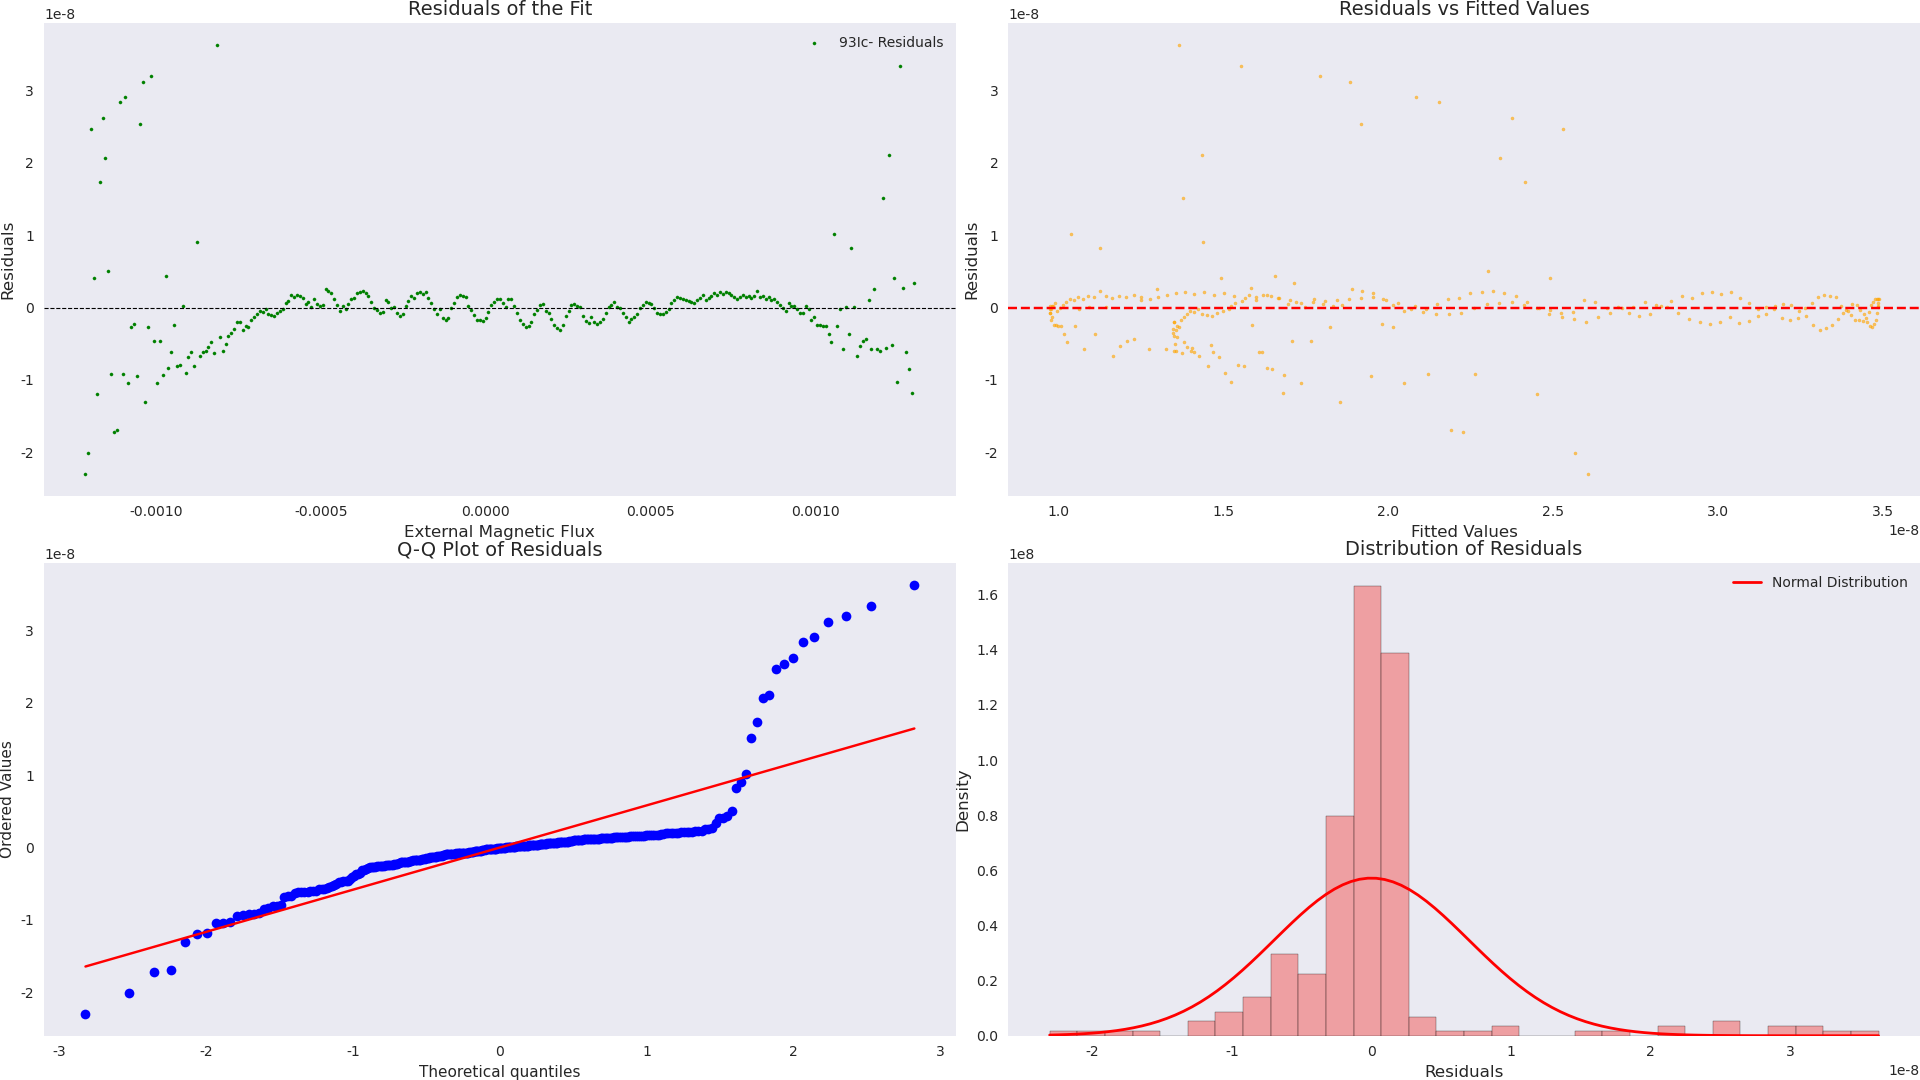 Residuals of the Fit
1e-8
93Ic- Residuals
3
2
1
0
-1
-2
Residuals
-0.0010 -0.0005 0.0000 0.0005 0.0010
External Magnetic Flux
Residuals vs Fitted Values
1e-8
3
2
1
0
-1
-2
Residuals
1.0 1.5 2.0 2.5 3.0 3.5
1e-8
Fitted Values
Q-Q Plot of Residuals
1e-8
3
2
1
0
-1
-2
Ordered Values
-3 -2 -1 0 1 2 3
Theoretical quantiles
Distribution of Residuals
1e8
Normal Distribution
1.6
1.4
1.2
1.0
0.8
0.6
0.4
0.2
0.0
Density
-2 -1 0 1 2 3
1e-8
Residuals